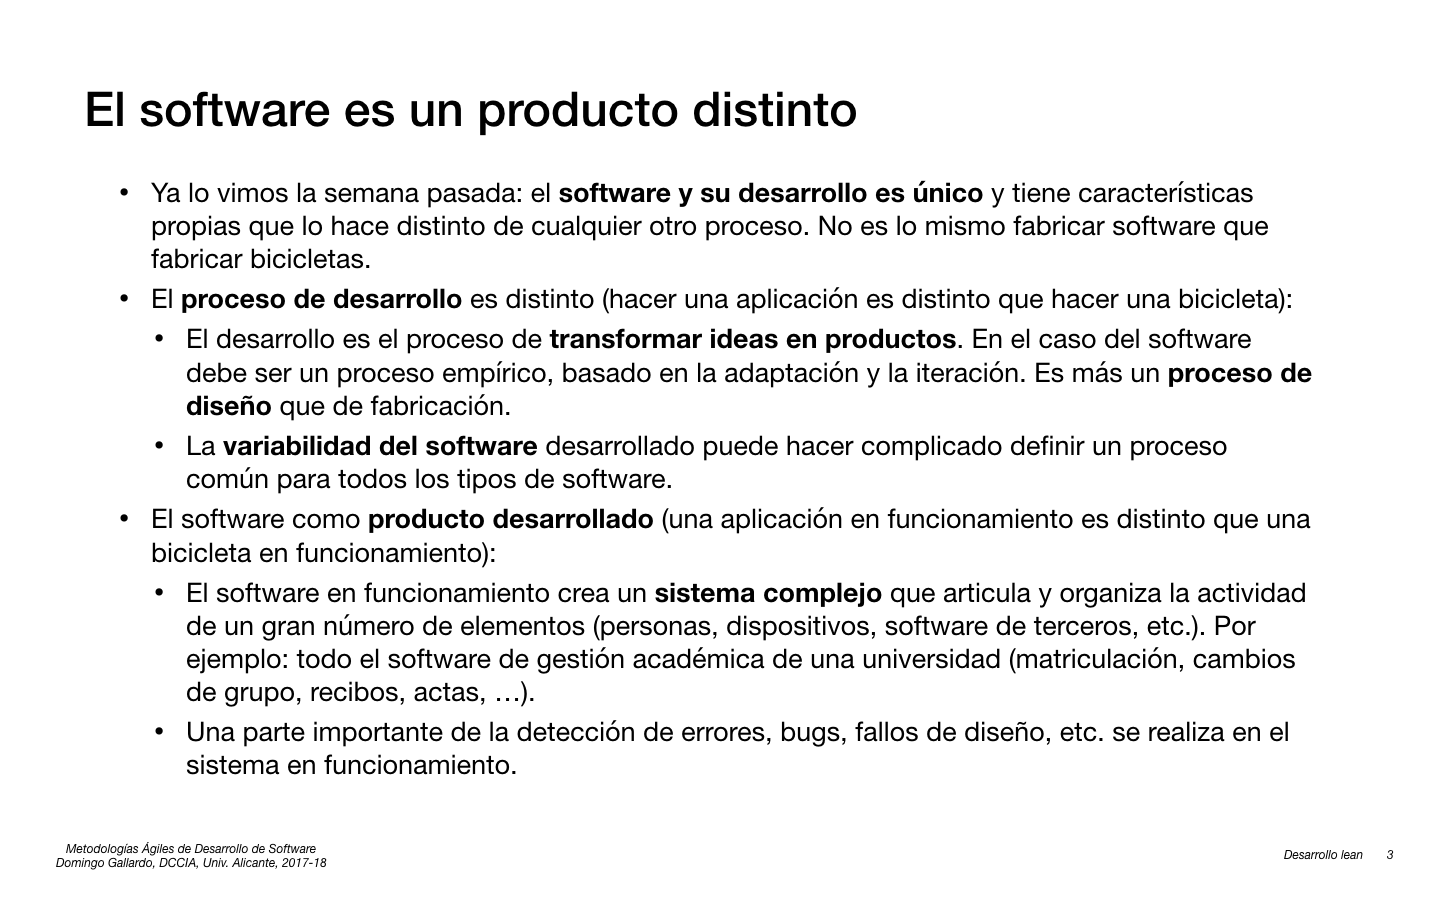 El software es un producto distinto
• Ya lo vimos la semana pasada: el software y su desarrollo es único y tiene características
propias que lo hace distinto de cualquier otro proceso. No es lo mismo fabricar software que
fabricar bicicletas.
• El proceso de desarrollo es distinto (hacer una aplicación es distinto que hacer una bicicleta):
• El desarrollo es el proceso de transformar ideas en productos. En el caso del software
debe ser un proceso empírico, basado en la adaptación y la iteración. Es más un proceso de
diseño que de fabricación.
• La variabilidad del software desarrollado puede hacer complicado definir un proceso
común para todos los tipos de software.
• El software como producto desarrollado (una aplicación en funcionamiento es distinto que una
bicicleta en funcionamiento):
• El software en funcionamiento crea un sistema complejo que articula y organiza la actividad
de un gran número de elementos (personas, dispositivos, software de terceros, etc.). Por
ejemplo: todo el software de gestión académica de una universidad (matriculación, cambios
de grupo, recibos, actas, …).
• Una parte importante de la detección de errores, bugs, fallos de diseño, etc. se realiza en el
sistema en funcionamiento.
Metodologías Ágiles de Desarrollo de Software
Domingo Gallardo, DCCIA, Univ. Alicante, 2017-18
Desarrollo lean 3